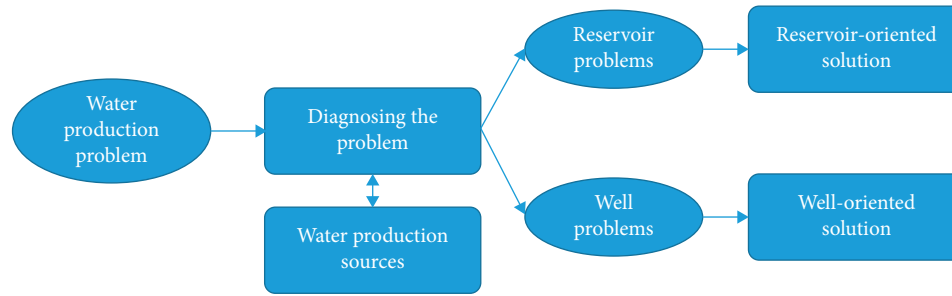 Water
production
problem
Diagnosing the
problem
Water production
sources
Reservoir
problems
Reservoir-oriented
solution
Well
problems
Well-oriented
solution